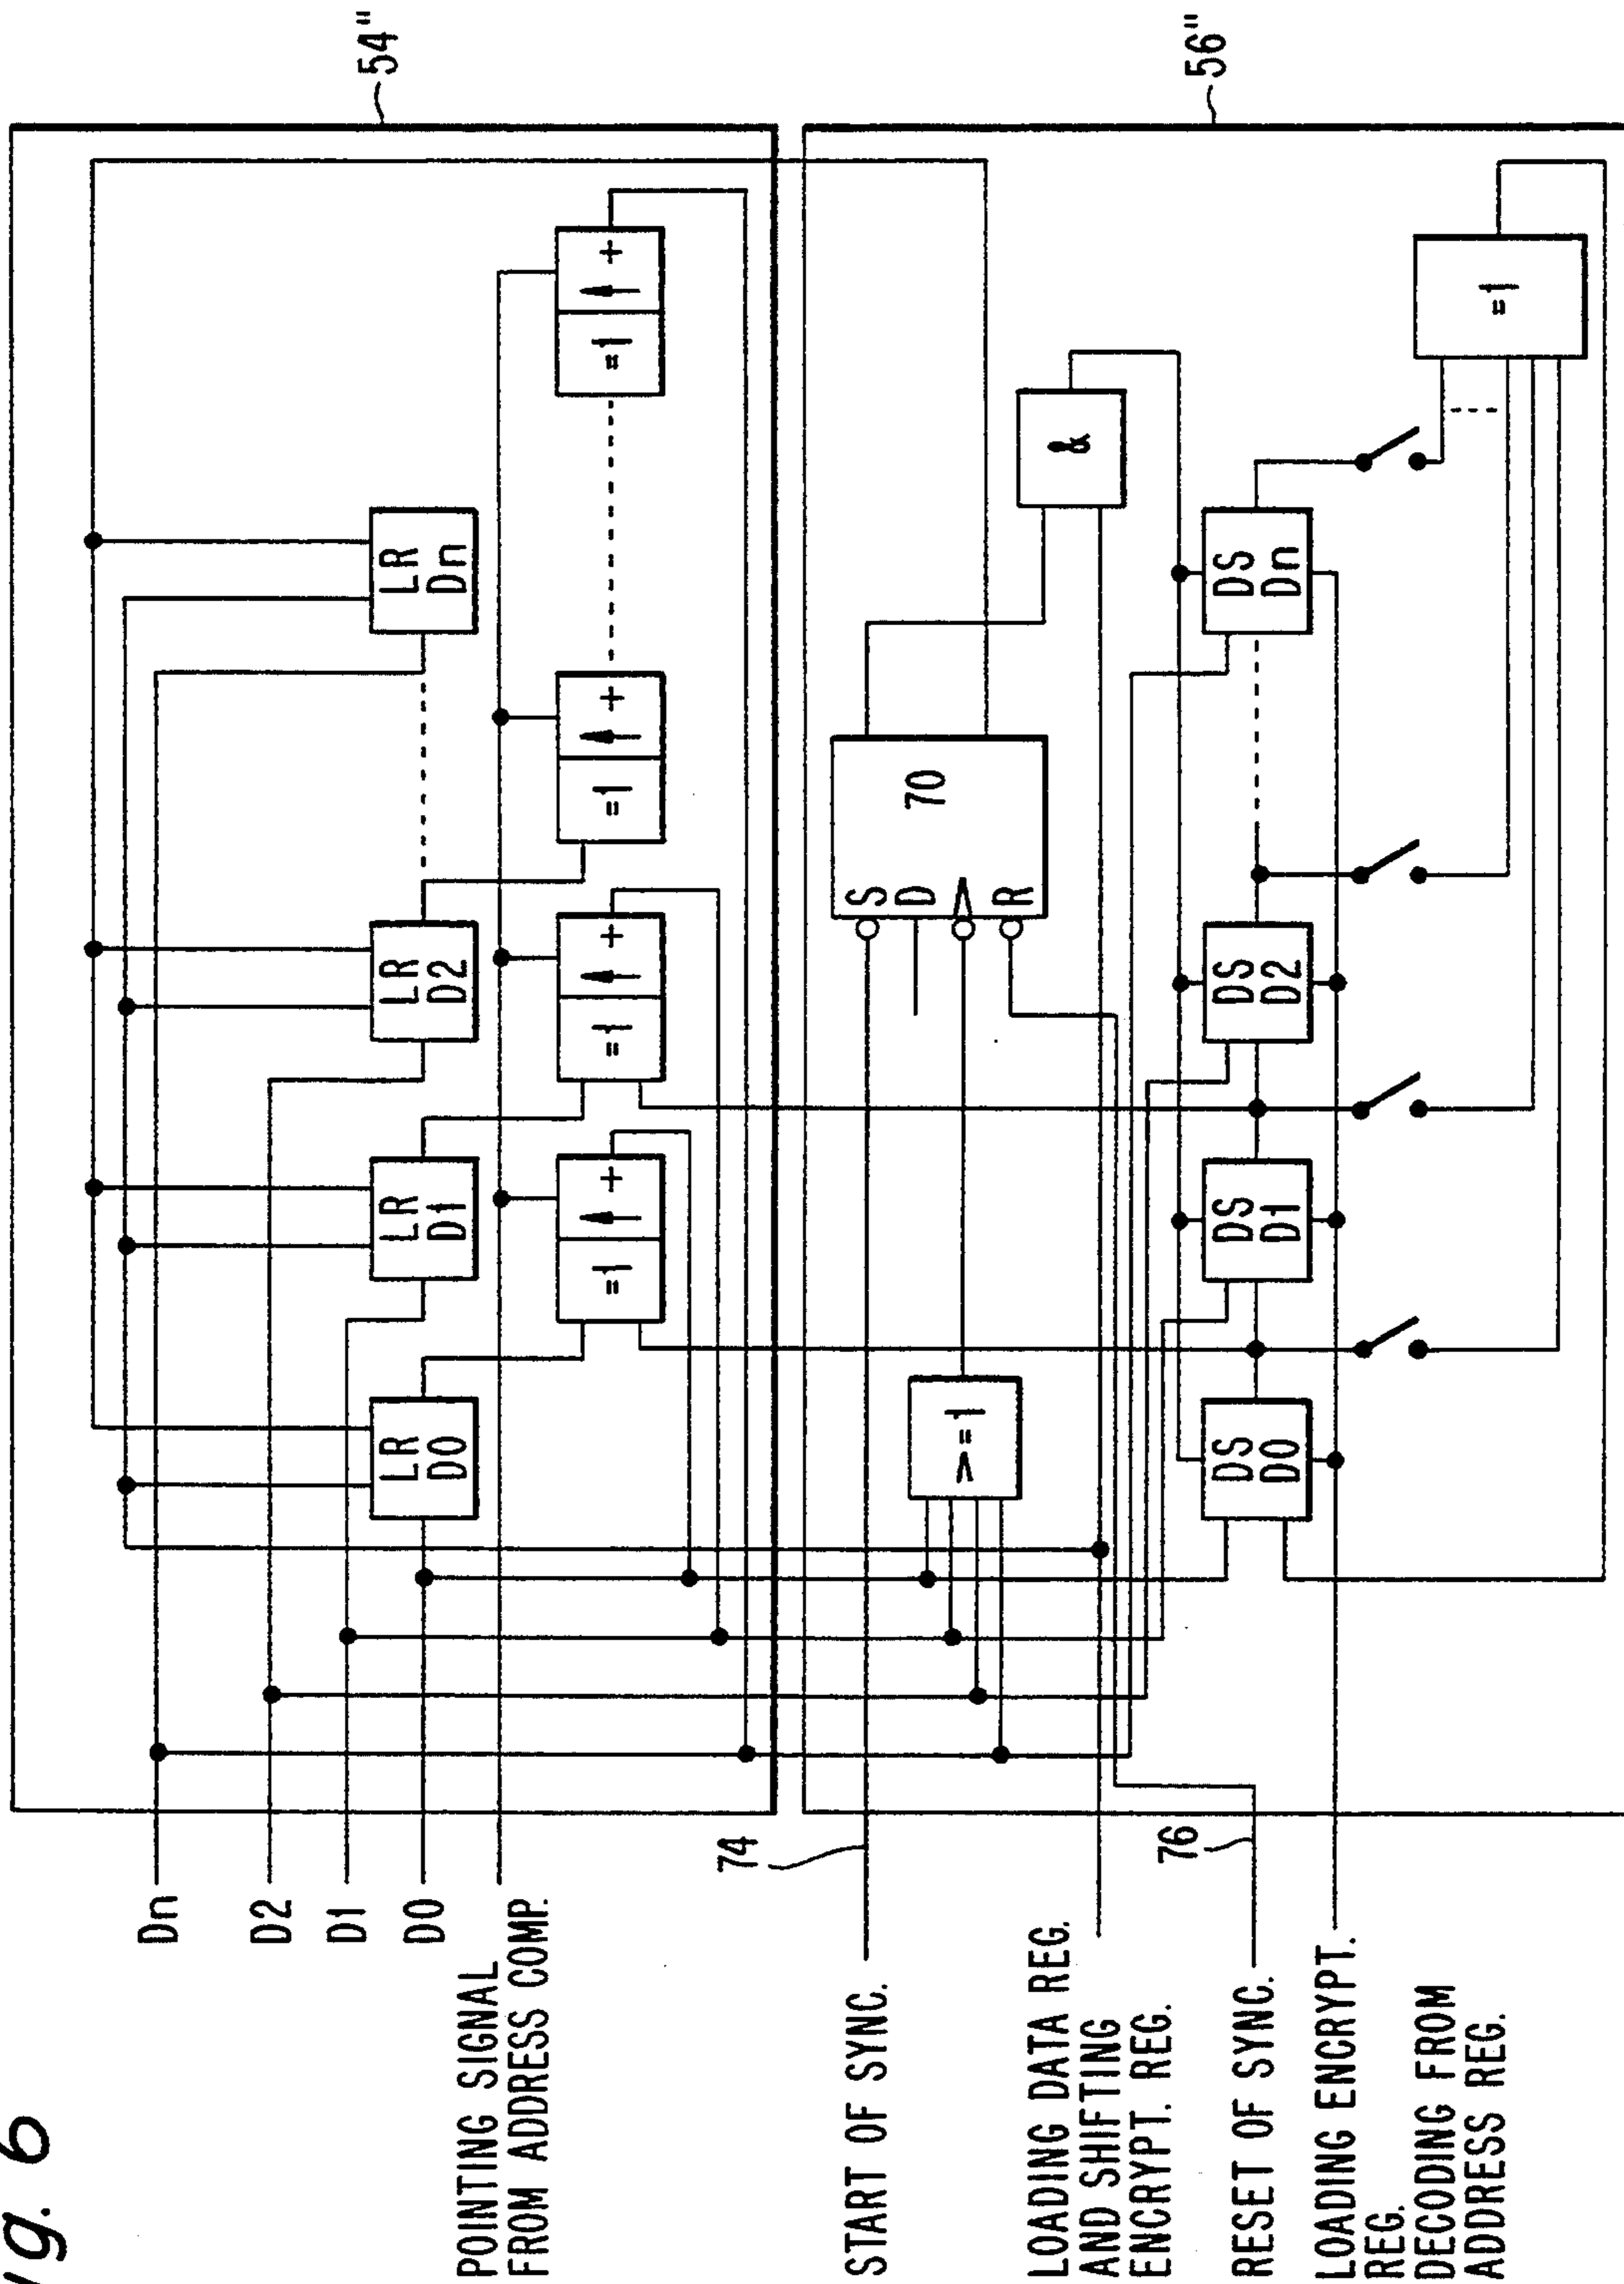 ig. 6
Dn
D2
D1
D0
POINTING SIGNAL
FROM ADDRESS COMP.
LR
D0
LR
D1
LR
D2
LR
Dn
54"
=1 +
=1 +
=1 +
=1 +
74
START OF SYNC.
LOADING DATA REG.
AND SHIFTING
ENCRYPT. REG.
76
RESET OF SYNC.
LOADING ENCRYPT.
REG.
DECODING FROM
ADDRESS REG.
>=1
S
D
R
70
&
DS
D0
DS
D1
DS
D2
DS
Dn
=1
56"